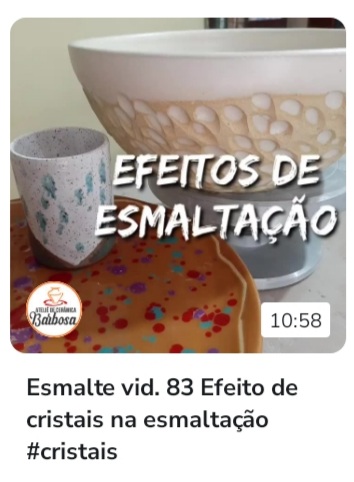 EFEITOS DE
ESMALTAÇÃO
ATELIÊ DE CERÂMICA
Barbosa
10:58
Esmalte vid. 83 Efeito de
cristais na esmaltação
#cristais